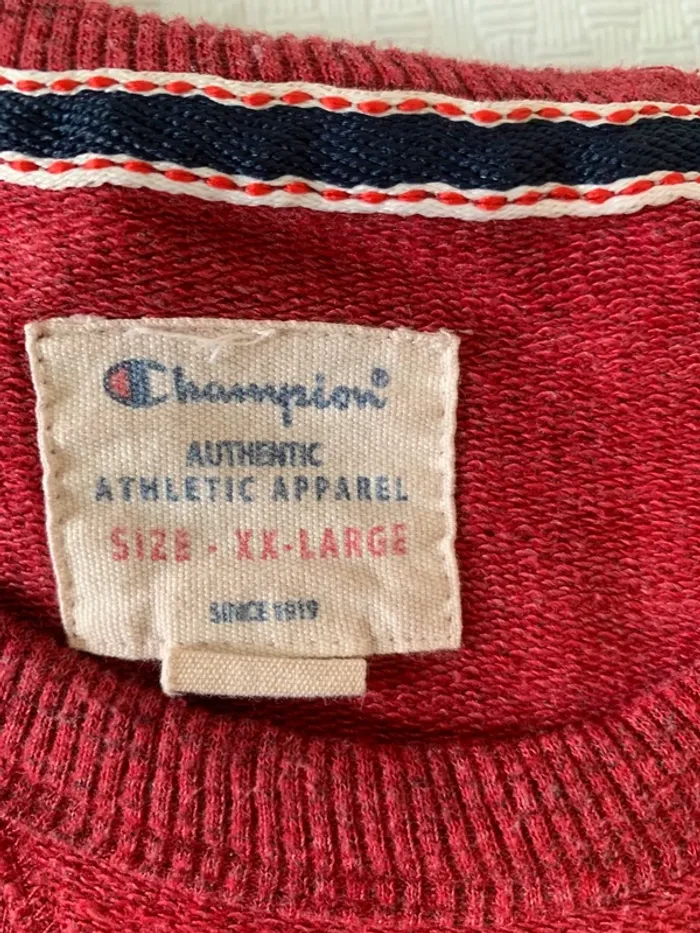 Champion®
AUTHENTIC
ATHLETIC APPAREL
SIZE - XX-LARGE
SINCE 1919